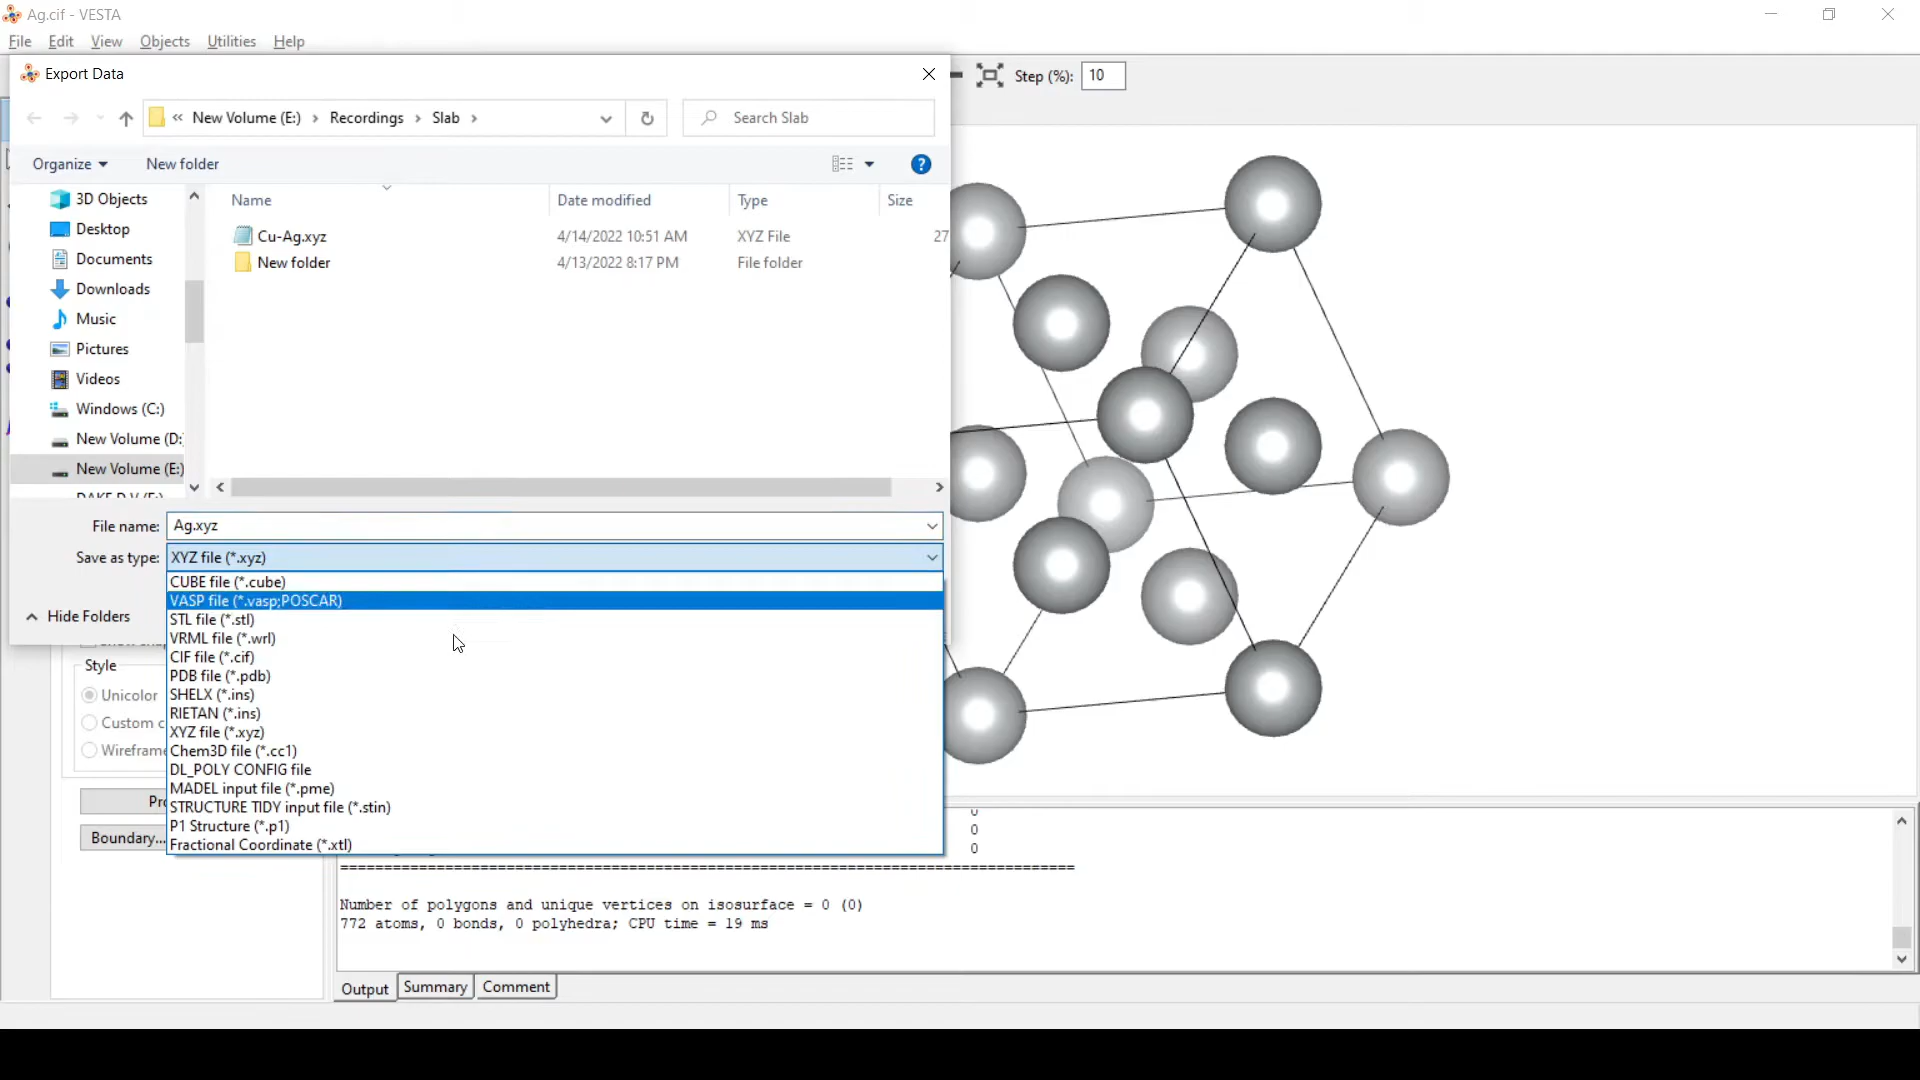 Ag.cif - VESTA
File Edit View Objects Utilities Help
Export Data
Step (%): 10
« New Volume (E:) › Recordings › Slab ›
Search Slab
Organize
New folder
3D Objects
Desktop
Documents
Downloads
Music
Pictures
Videos
Windows (C:)
New Volume (D:
New Volume (E:)
Name Date modified Type Size
Cu-Ag.xyz 4/14/2022 10:51 AM XYZ File 27
New folder 4/13/2022 8:17 PM File folder
File name: Ag.xyz
Save as type: XYZ file (*.xyz)
CUBE file (*.cube)
VASP file (*.vasp;POSCAR)
STL file (*.stl)
VRML file (*.wrl)
CIF file (*.cif)
PDB file (*.pdb)
SHELX (*.ins)
RIETAN (*.ins)
XYZ file (*.xyz)
Chem3D file (*.cc1)
DL_POLY CONFIG file
MADEL input file (*.pme)
STRUCTURE TIDY input file (*.stin)
P1 Structure (*.p1)
Fractional Coordinate (*.xtl)
Hide Folders
Style
Unicolor
Custom c
Wireframe
Pro
Boundary...
0
0
0
Number of polygons and unique vertices on isosurface = 0 (0)
772 atoms, 0 bonds, 0 polyhedra; CPU time = 19 ms
Output Summary Comment